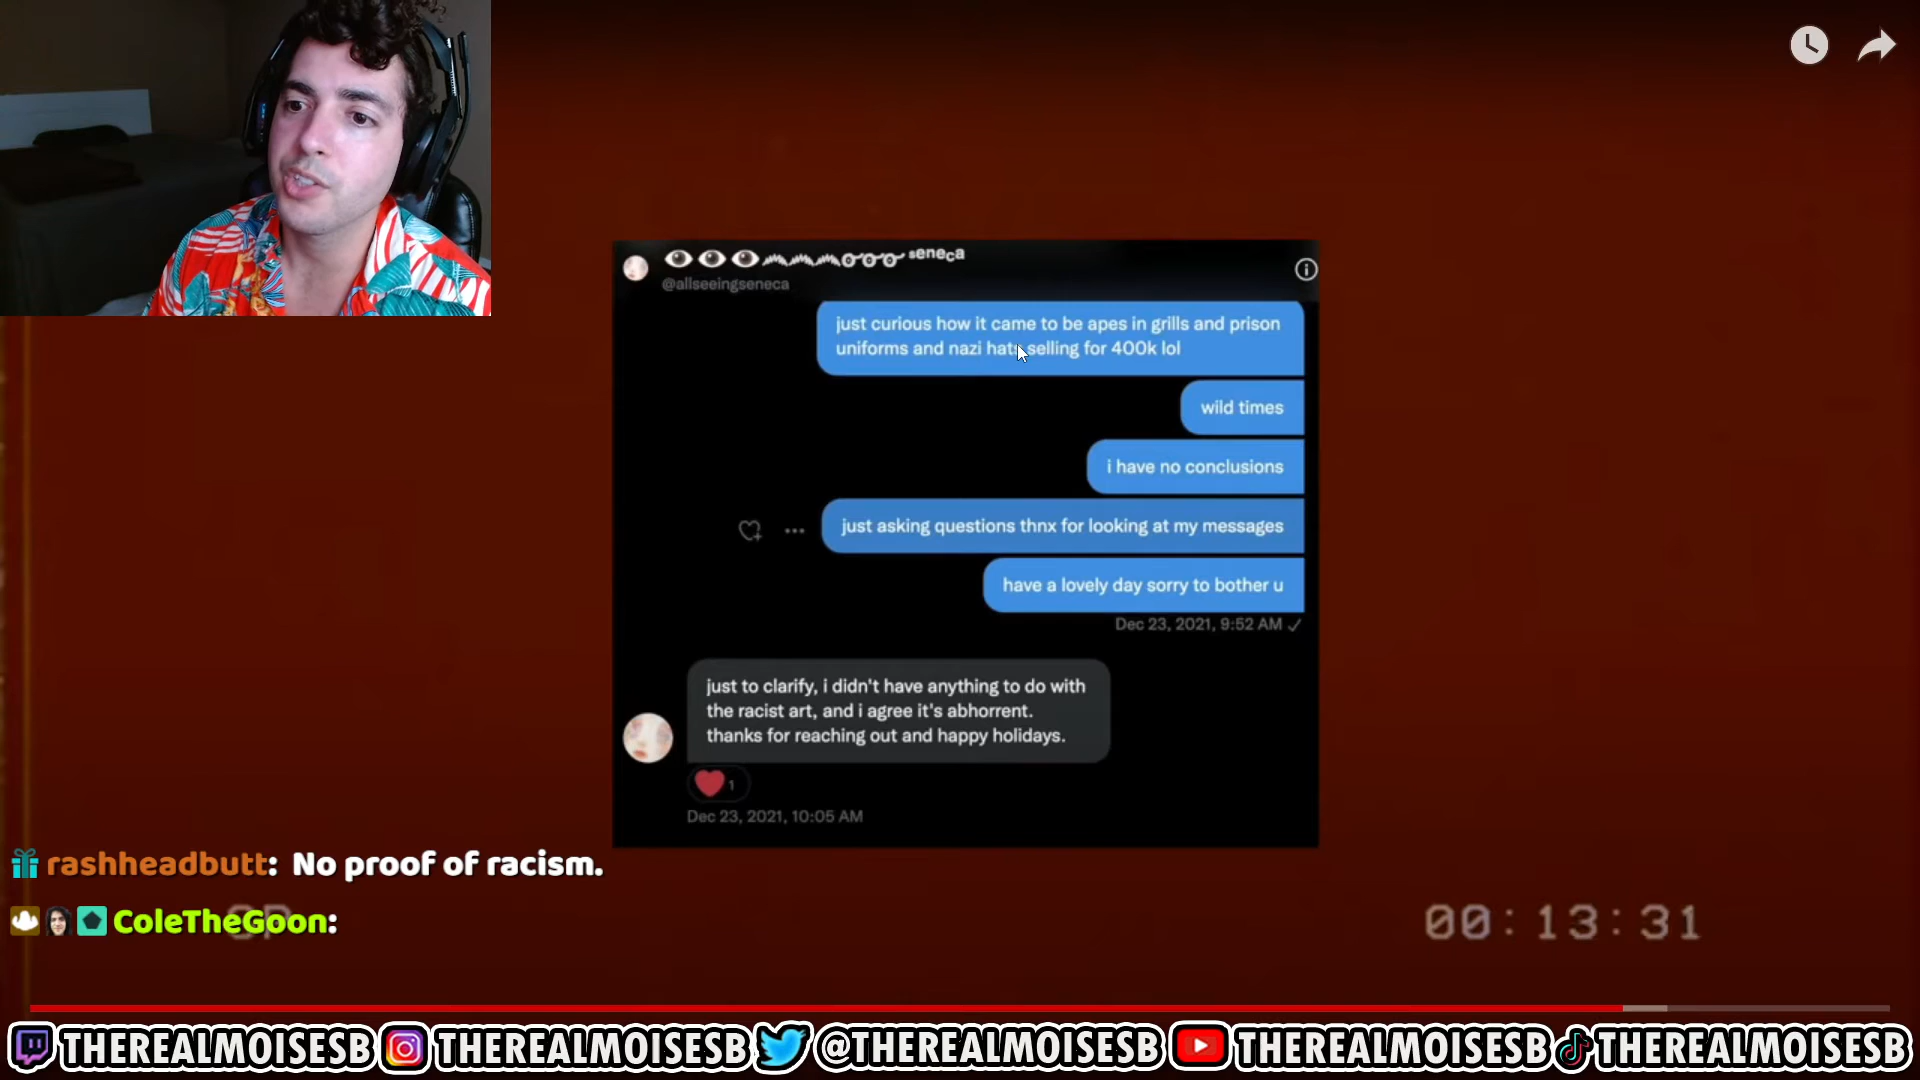 seneca
@allseeingseneca
just curious how it came to be apes in grills and prison
uniforms and nazi hats selling for 400k lol
wild times
i have no conclusions
just asking questions thnx for looking at my messages
have a lovely day sorry to bother u
Dec 23, 2021, 9:52 AM
just to clarify, i didn't have anything to do with
the racist art, and i agree it's abhorrent.
thanks for reaching out and happy holidays.
1
Dec 23, 2021, 10:05 AM
rashheadbutt: No proof of racism.
ColeTheGoon:
00:13:31
THEREALMOISESB THEREALMOISESB @THEREALMOISESB THEREALMOISESB THEREALMOISESB